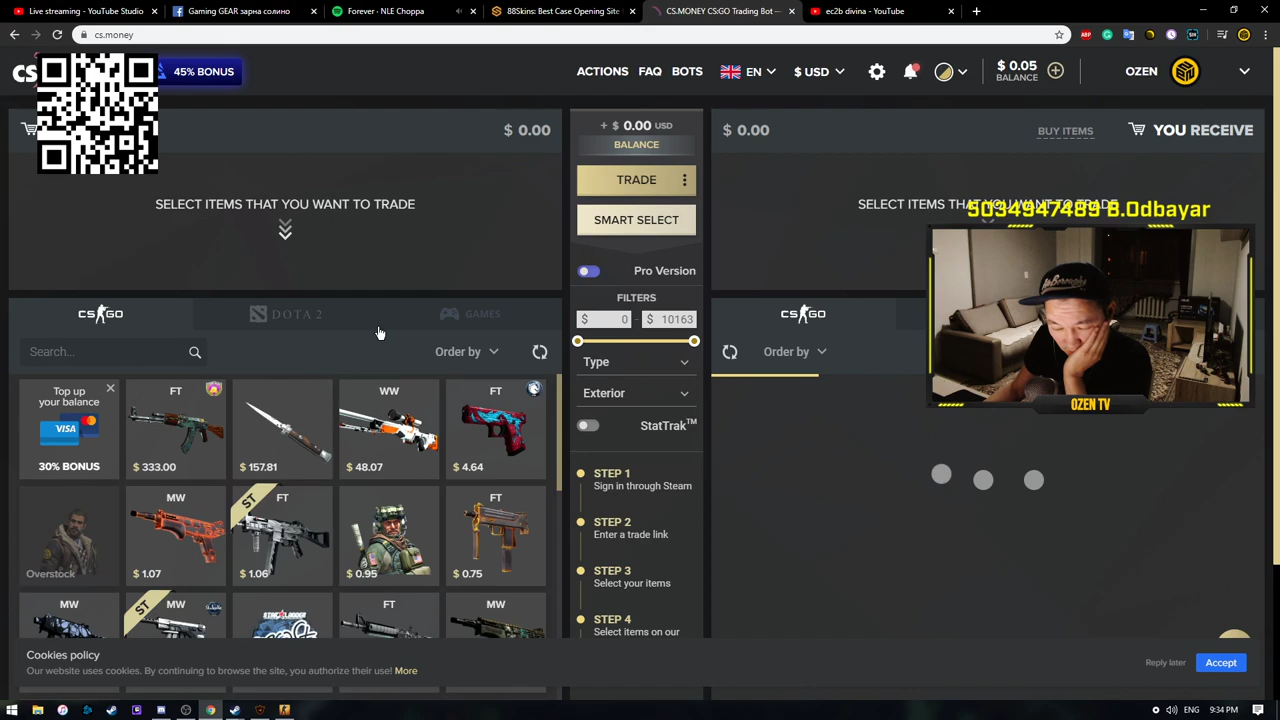 Live streaming - YouTube Studio
Gaming GEAR зарна солино
Forever · NLE Choppa
88Skins: Best Case Opening Site
CS.MONEY CS:GO Trading Bot —
ec2b divina - YouTube
cs.money
CS
45% BONUS
ACTIONS
FAQ
BOTS
EN
$ USD
$ 0.05
BALANCE
OZEN
$ 0.00
+ $ 0.00 USD
BALANCE
$ 0.00
BUY ITEMS
YOU RECEIVE
TRADE
SELECT ITEMS THAT YOU WANT TO TRADE
SELECT ITEMS THAT YOU WANT TO TRADE
5034947489 B.Odbayar
SMART SELECT
Pro Version
FILTERS
$ 0 - $ 10163
CS:GO
DOTA 2
GAMES
CS:GO
Search...
Order by
Order by
Type
Exterior
StatTrak™
Top up
your balance
VISA
30% BONUS
FT
$ 333.00
$ 157.81
WW
$ 48.07
FT
$ 4.64
OZEN TV
Overstock
MW
$ 1.07
ST
FT
$ 1.06
$ 0.95
FT
$ 0.75
STEP 1
Sign in through Steam
STEP 2
Enter a trade link
STEP 3
Select your items
STEP 4
Select items on our
MW
ST
MW
FT
MW
Cookies policy
Our website uses cookies. By continuing to browse the site, you authorize their use! More
Reply later
Accept
9:34 PM